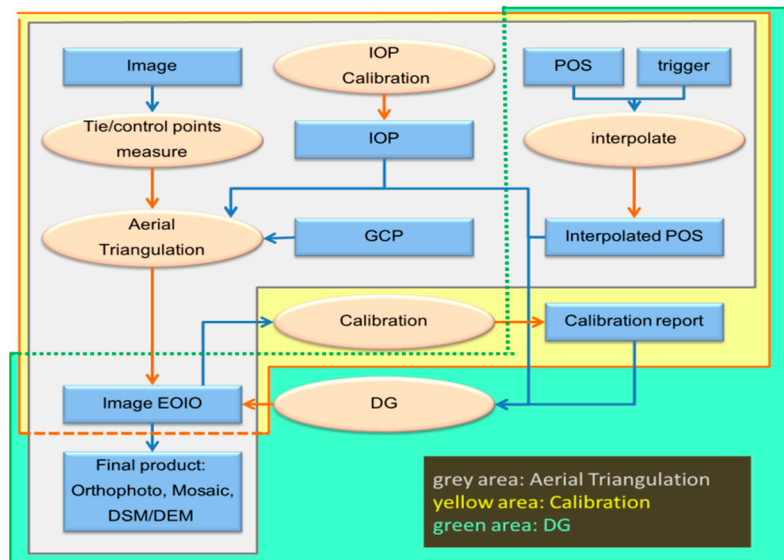 Image
IOP
Calibration
POS
trigger
Tie/control points
measure
IOP
interpolate
Aerial
Triangulation
GCP
Interpolated POS
Calibration
Calibration report
Image EOIO
DG
Final product:
Orthophoto, Mosaic,
DSM/DEM
grey area: Aerial Triangulation
yellow area: Calibration
green area: DG